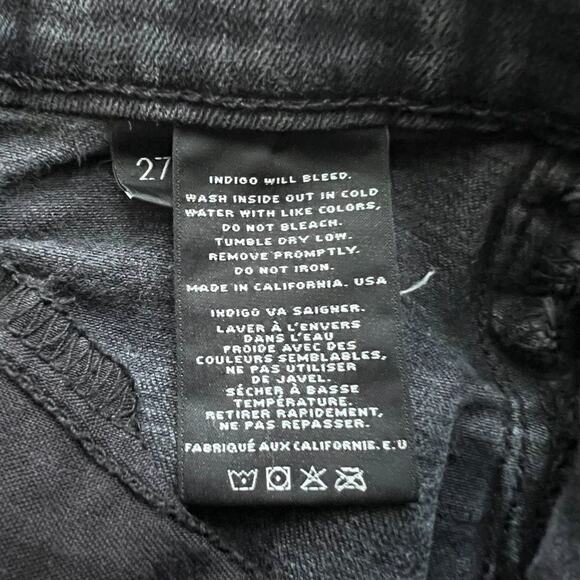 27
INDIGO WILL BLEED.
WASH INSIDE OUT IN COLD
WATER WITH LIKE COLORS,
DO NOT BLEACH.
TUMBLE DRY LOW.
REMOVE PROMPTLY.
DO NOT IRON.
MADE IN CALIFORNIA. USA
INDIGO VA SAIGNER.
LAVER À L'ENVERS
DANS L'EAU
FROIDE AVEC DES
COULEURS SEMBLABLES,
NE PAS UTILISER
DE JAVEL.
SÉCHER À BASSE
TEMPÉRATURE.
RETIRER RAPIDEMENT,
NE PAS REPASSER.
FABRIQUÉ AUX CALIFORNIE. E.U